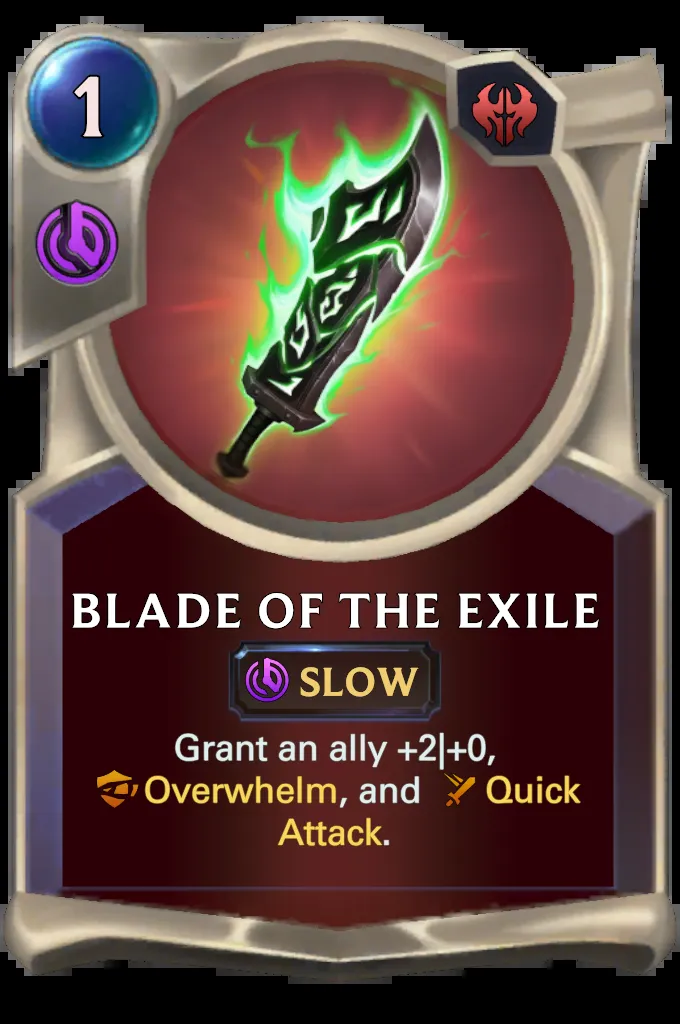 1
BLADE OF THE EXILE
SLOW
Grant an ally +2|+0,
Overwhelm, and Quick
Attack.